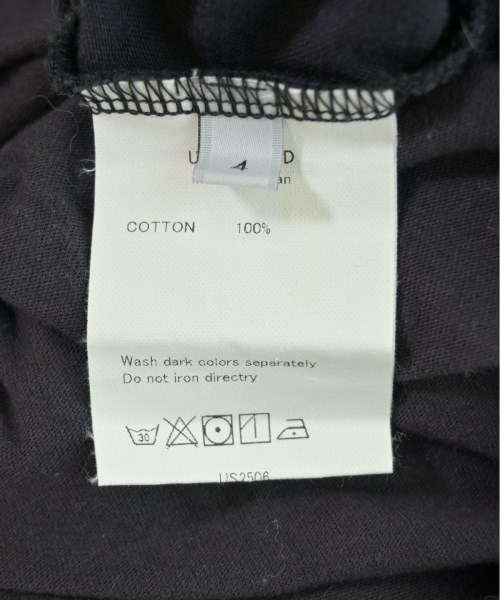 4
COTTON 100%
Wash dark colors separately
Do not iron directry
30
US2506